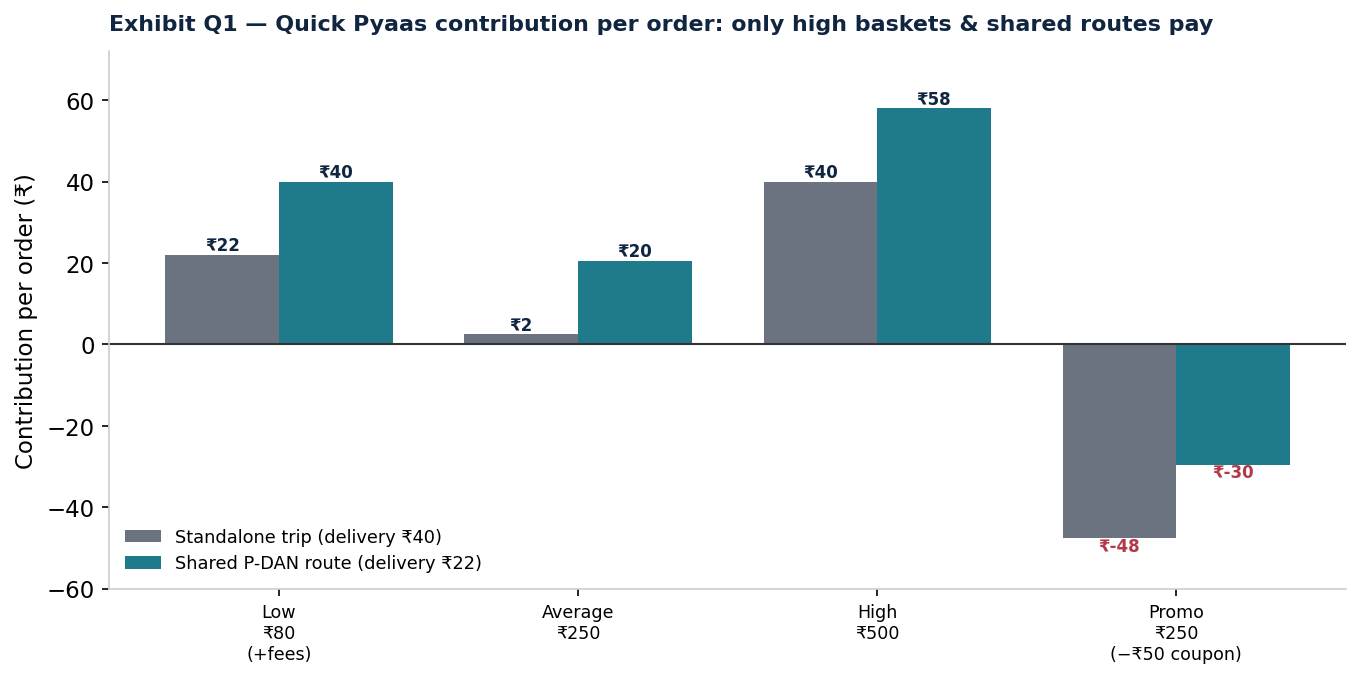 Exhibit Q1 — Quick Pyaas contribution per order: only high baskets & shared routes pay
Contribution per order (₹)
60
40
20
0
−20
−40
−60
₹22
₹40
₹2
₹20
₹40
₹58
₹-48
₹-30
Standalone trip (delivery ₹40)
Shared P-DAN route (delivery ₹22)
Low
₹80
(+fees)
Average
₹250
High
₹500
Promo
₹250
(−₹50 coupon)